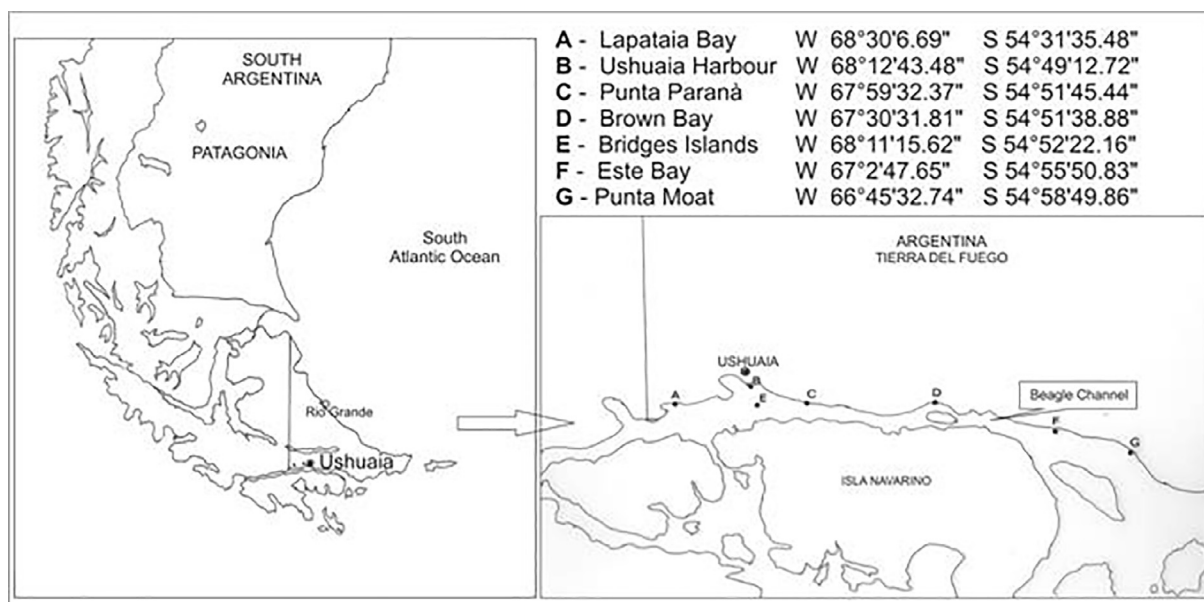 SOUTH
ARGENTINA
PATAGONIA
South
Atlantic Ocean
Rio Grande
Ushuaia
A - Lapataia Bay W 68°30'6.69" S 54°31'35.48"
B - Ushuaia Harbour W 68°12'43.48" S 54°49'12.72"
C - Punta Paranà W 67°59'32.37" S 54°51'45.44"
D - Brown Bay W 67°30'31.81" S 54°51'38.88"
E - Bridges Islands W 68°11'15.62" S 54°52'22.16"
F - Este Bay W 67°2'47.65" S 54°55'50.83"
G - Punta Moat W 66°45'32.74" S 54°58'49.86"
ARGENTINA
TIERRA DEL FUEGO
USHUAIA
B
A
E
C
D
Beagle Channel
F
G
ISLA NAVARINO